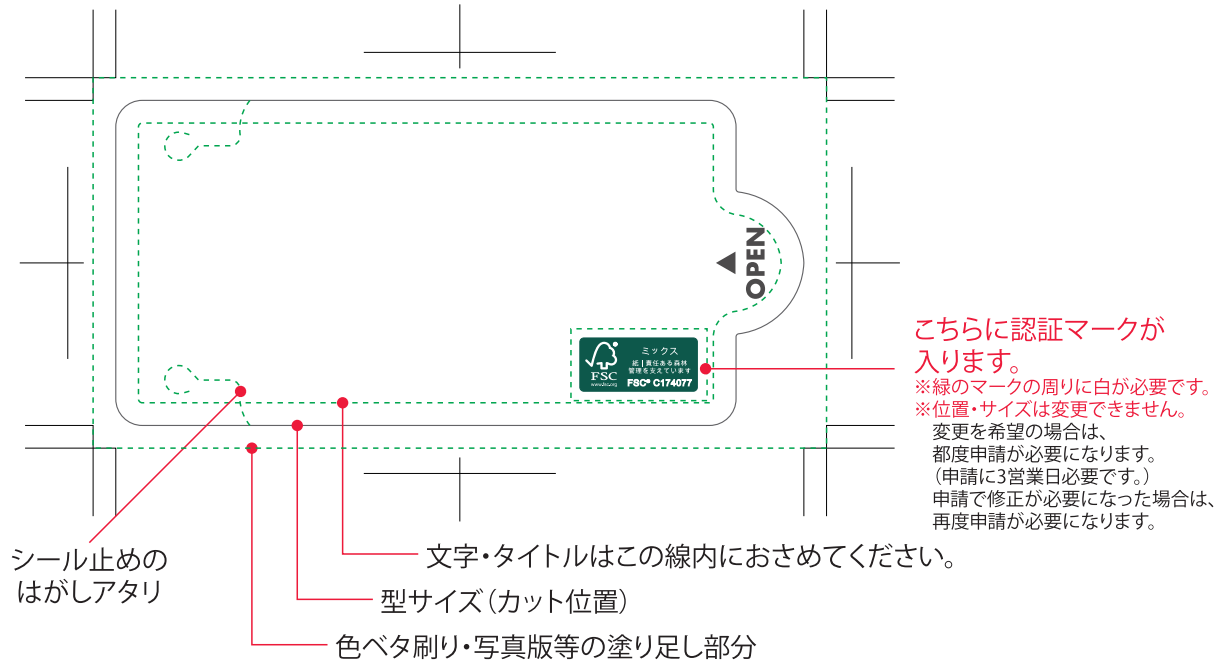 OPEN
ミックス
紙 | 責任ある森林
管理を支えています
FSC
www.fsc.org
FSC® C174077
こちらに認証マークが
入ります。
※緑のマークの周りに白が必要です。
※位置・サイズは変更できません。
変更を希望の場合は、
都度申請が必要になります。
（申請に3営業日必要です。）
申請で修正が必要になった場合は、
再度申請が必要になります。
シール止めの
はがしアタリ
文字・タイトルはこの線内におさめてください。
型サイズ（カット位置）
色ベタ刷り・写真版等の塗り足し部分